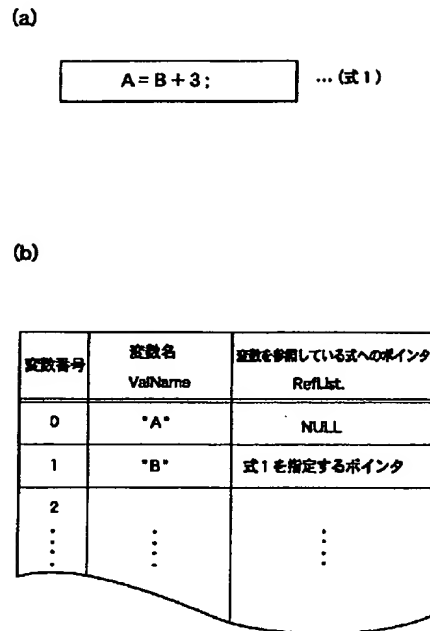 (a)
A = B + 3 ; … (式 1 )
(b)
変数番号 変数名 ValName 変数を参照している式へのポインタ RefList.
0 "A" NULL
1 "B" 式 1 を指定するポインタ
2